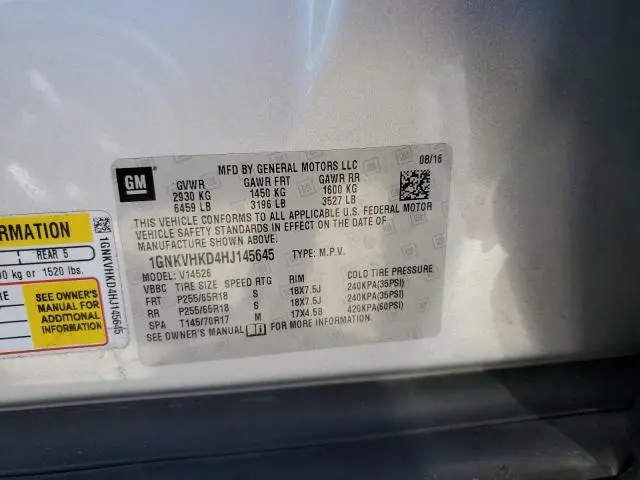 GM
MFD BY GENERAL MOTORS LLC 08/16
GVWR GAWR FRT GAWR RR
2930 KG 1450 KG 1600 KG
6459 LB 3196 LB 3527 LB
THIS VEHICLE CONFORMS TO ALL APPLICABLE U.S. FEDERAL MOTOR
VEHICLE SAFETY STANDARDS IN EFFECT ON THE DATE OF
MANUFACTURE SHOWN ABOVE.
1GNKVHKD4HJ145645 TYPE: M.P.V.
MODEL: V14526
VBBC TIRE SIZE SPEED RTG RIM COLD TIRE PRESSURE
FRT P255/65R18 S 18X7.5J 240KPA(35PSI)
RR P255/65R18 S 18X7.5J 240KPA(35PSI)
SPA T145/70R17 M 17X4.5B 420KPA(60PSI)
SEE OWNER'S MANUAL FOR MORE INFORMATION.
REAR 5
kg or 1520 lbs.
SEE OWNER'S
MANUAL FOR
ADDITIONAL
INFORMATION
1GNKVHKD4HJ145645